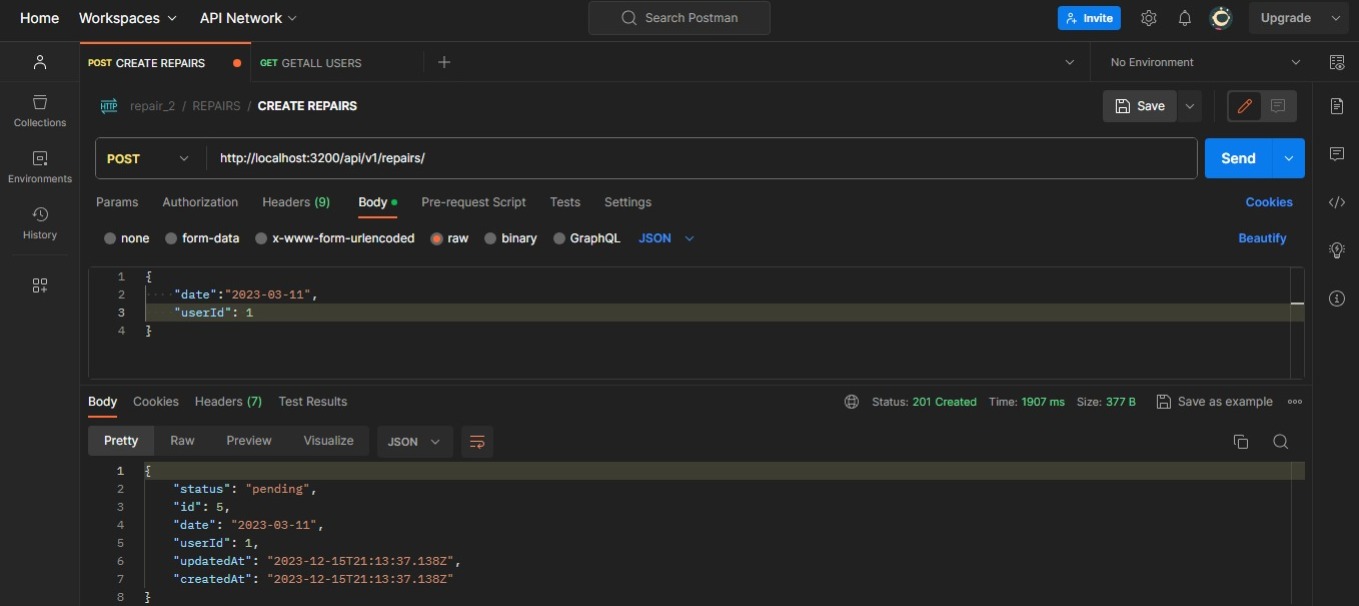 Home Workspaces API Network Search Postman Invite Upgrade
POST CREATE REPAIRS GET GETALL USERS No Environment
HTTP repair_2 / REPAIRS / CREATE REPAIRS Save
Collections
POST http://localhost:3200/api/v1/repairs/ Send
Environments
Params Authorization Headers (9) Body Pre-request Script Tests Settings Cookies
History
none form-data x-www-form-urlencoded raw binary GraphQL JSON Beautify
1 {
2 "date":"2023-03-11",
3 "userId": 1
4 }
Body Cookies Headers (7) Test Results Status: 201 Created Time: 1907 ms Size: 377 B Save as example
Pretty Raw Preview Visualize JSON
1 {
2 "status": "pending",
3 "id": 5,
4 "date": "2023-03-11",
5 "userId": 1,
6 "updatedAt": "2023-12-15T21:13:37.138Z",
7 "createdAt": "2023-12-15T21:13:37.138Z"
8 }